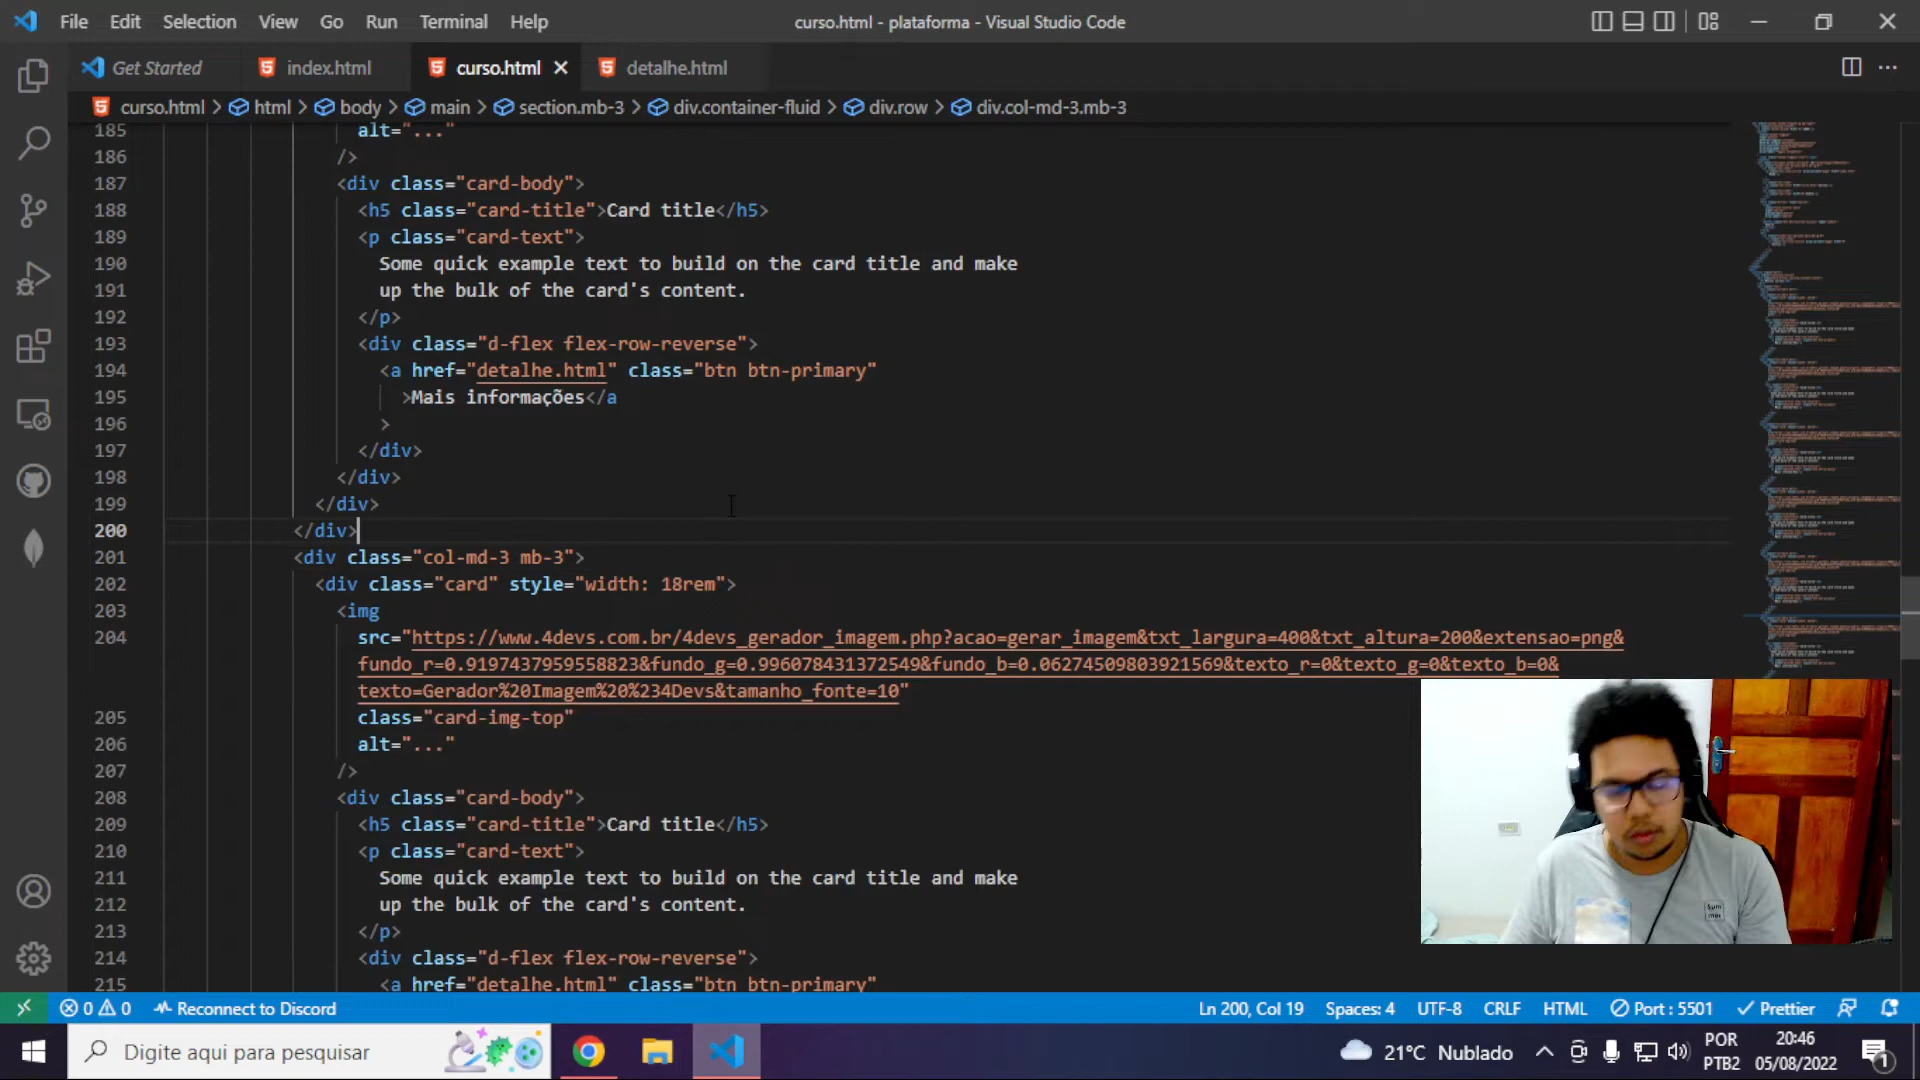 File Edit Selection View Go Run Terminal Help
curso.html - plataforma - Visual Studio Code
Get Started index.html curso.html detalhe.html
curso.html > html > body > main > section.mb-3 > div.container-fluid > div.row > div.col-md-3.mb-3
185 alt="..."
186 />
187 <div class="card-body">
188 <h5 class="card-title">Card title</h5>
189 <p class="card-text">
190 Some quick example text to build on the card title and make
191 up the bulk of the card's content.
192 </p>
193 <div class="d-flex flex-row-reverse">
194 <a href="detalhe.html" class="btn btn-primary"
195 >Mais informações</a
196 >
197 </div>
198 </div>
199 </div>
200 </div>
201 <div class="col-md-3 mb-3">
202 <div class="card" style="width: 18rem">
203 <img
204 src="https://www.4devs.com.br/4devs_gerador_imagem.php?acao=gerar_imagem&txt_largura=400&txt_altura=200&extensao=png&
fundo_r=0.9197437959558823&fundo_g=0.996078431372549&fundo_b=0.06274509803921569&texto_r=0&texto_g=0&texto_b=0&
texto=Gerador%20Imagem%20%234Devs&tamanho_fonte=10"
205 class="card-img-top"
206 alt="..."
207 />
208 <div class="card-body">
209 <h5 class="card-title">Card title</h5>
210 <p class="card-text">
211 Some quick example text to build on the card title and make
212 up the bulk of the card's content.
213 </p>
214 <div class="d-flex flex-row-reverse">
215 <a href="detalhe.html" class="btn btn-primary"
0 0 Reconnect to Discord Ln 200, Col 19 Spaces: 4 UTF-8 CRLF HTML Port : 5501 Prettier
Digite aqui para pesquisar 21°C Nublado POR 20:46
PTB2 05/08/2022 1